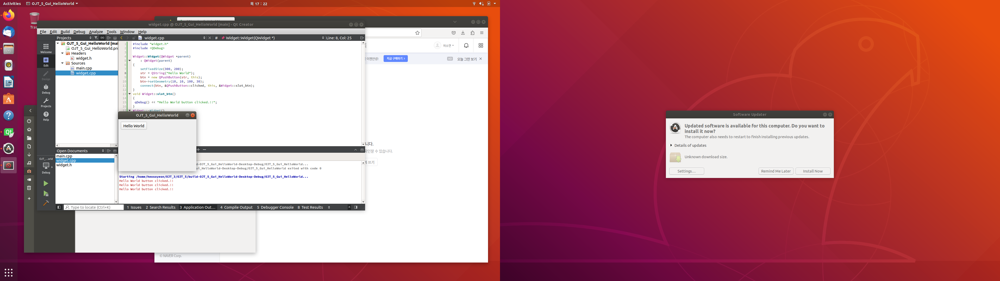 Activities
OJT_5_Gui_HelloWorld
목 17 : 22
Tras
widget.cpp @ OJT_5_Gui_HelloWorld [main] - Qt Creator
File Edit Build Debug Analyze Tools Window Help
Projects
widget.cpp
# Widget::Widget(QWidget *)
Line: 8, Col: 25
Welcome
Edit
Design
Debug
Projects
Help
OJT_...orld
Debug
OJT_5_Gui_HelloWorld [mai
OJT_5_Gui_HelloWorld.pro
Headers
widget.h
Sources
main.cpp
widget.cpp
1 #include "widget.h"
2 #include <QDebug>
3
4 Widget::Widget(QWidget *parent)
5 : QWidget(parent)
6 {
7 setFixedSize(300, 200);
8 str = QString("Hello World");
9 btn = new QPushButton(str, this);
10 btn->setGeometry(10, 10, 100, 30);
11 connect(btn, &QPushButton::clicked, this, &Widget::slot_btn);
12 }
13 void Widget::slot_btn()
14 {
15 qDebug() << "Hello World button clicked.!!";
16 }
17 Widget::~Widget()
OJT_5_Gui_HelloWorld
Hello World
Open Documents
main.cpp
widget.cpp
widget.h
d-OJT_5_Gui_HelloWorld-Desktop-Debug/OJT_5_Gui_HelloWorld...
ui_HelloWorld-Desktop-Debug/OJT_5_Gui_HelloWorld exited with code 0
Starting /home/heosoyeon/OJT_3/OJT_5/build-OJT_5_Gui_HelloWorld-Desktop-Debug/OJT_5_Gui_HelloWorld...
Hello World button clicked.!!
Hello World button clicked.!!
Hello World button clicked.!!
Type to locate (Ctrl+K)
1 Issues 2 Search Results 3 Application Out... 4 Compile Output 5 Debugger Console 8 Test Results
허소연
이젠안녕!
지금 구매하기 >
AD
오늘 그만 보기
니다.
확인할 수 있습니다.
쓰기
© NAVER Corp.
Software Updater
Updated software is available for this computer. Do you want to
install it now?
The computer also needs to restart to finish installing previous updates.
Details of updates
Unknown download size.
Settings...
Remind Me Later
Install Now